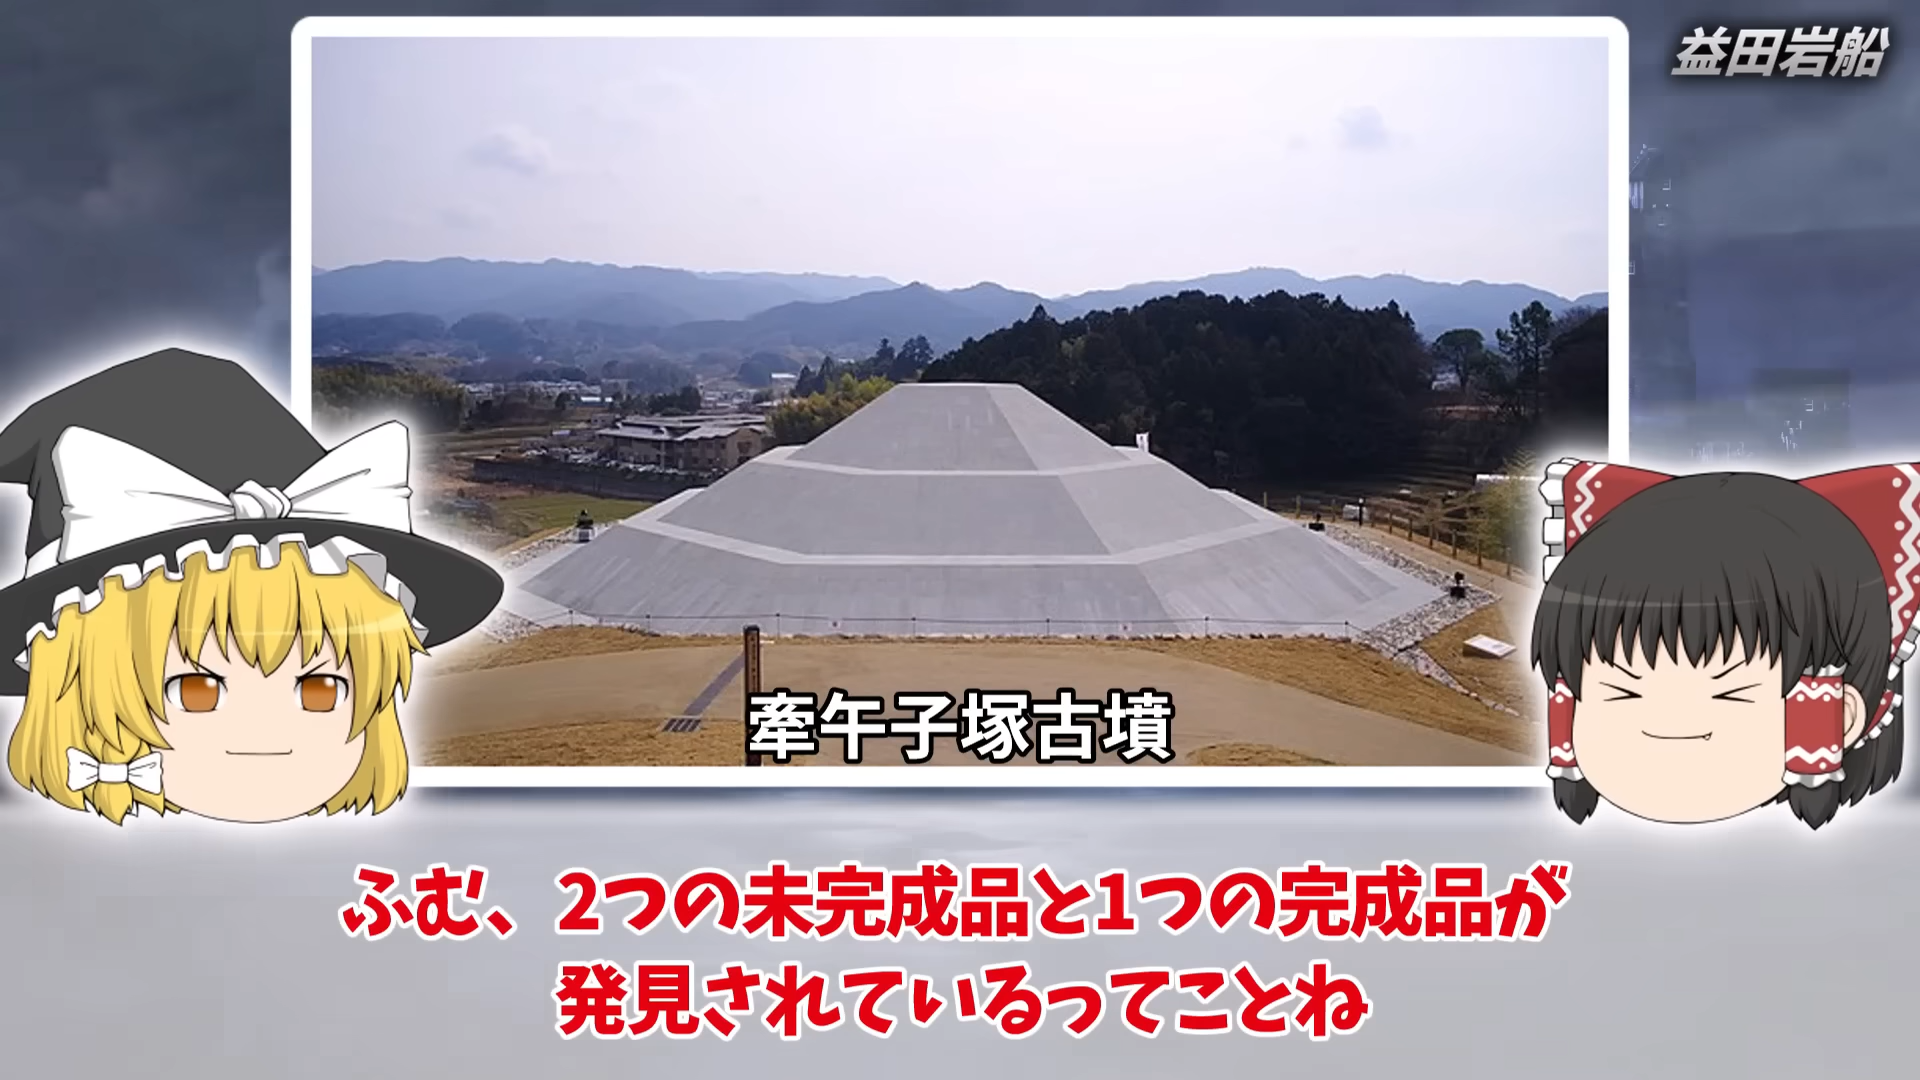 益田岩船
牽午子塚古墳
ふむ、2つの未完成品と1つの完成品が
発見されているってことね